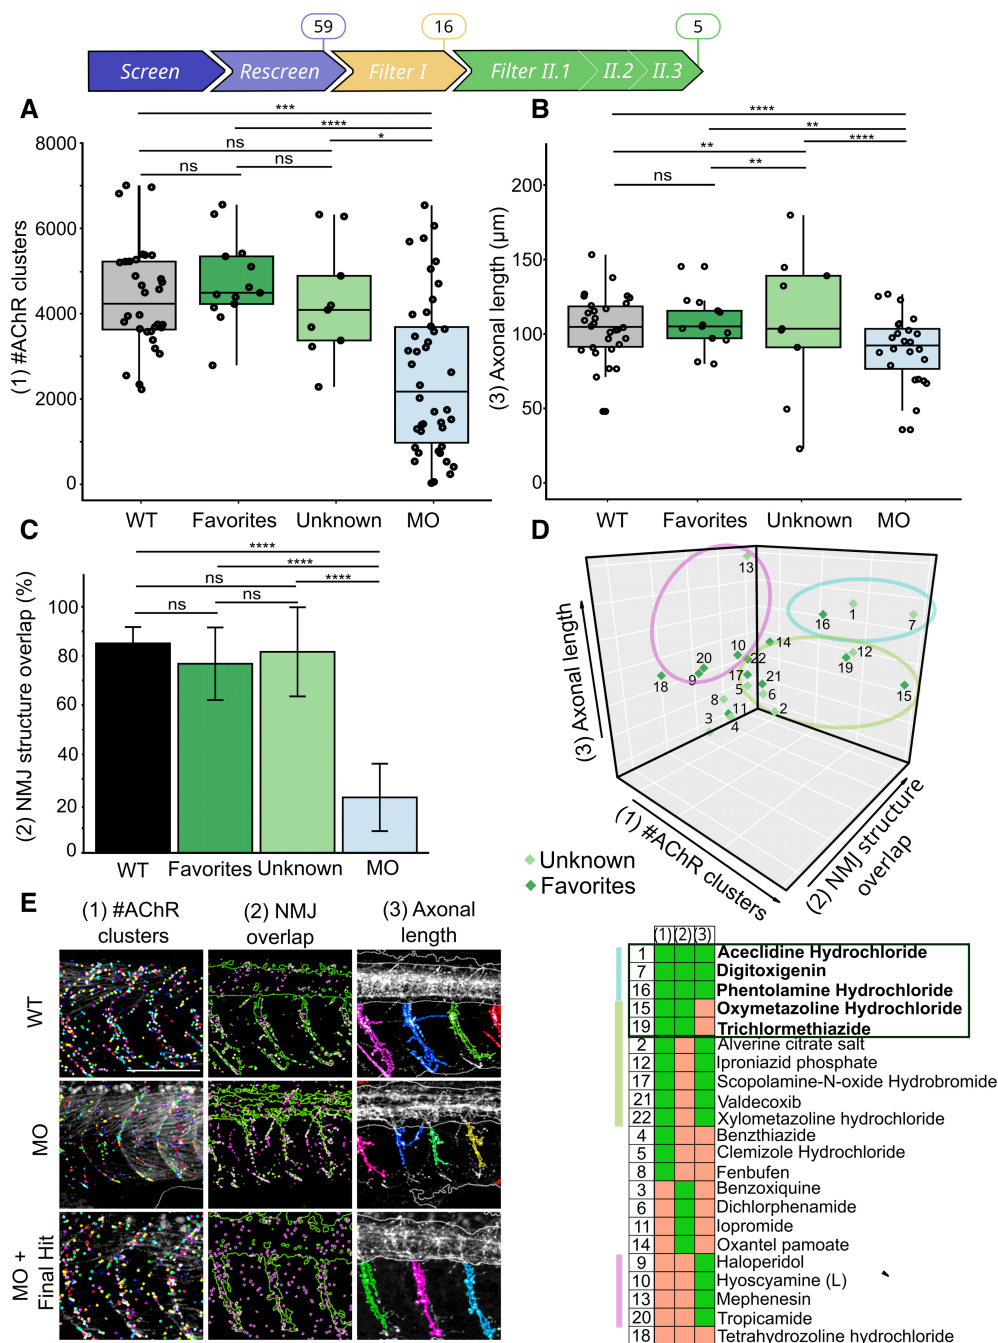 59
16
5
Screen
Rescreen
Filter I
Filter II.1
II.2
II.3
A
(1) #AChR clusters
8000
6000
4000
2000
0
***
****
*
ns
ns
ns
WT
Favorites
Unknown
MO
B
(3) Axonal length (µm)
200
150
100
50
0
****
**
****
**
**
ns
WT
Favorites
Unknown
MO
C
(2) NMJ structure overlap (%)
100
80
60
40
20
0
****
****
****
ns
ns
ns
WT
Favorites
Unknown
MO
D
(3) Axonal length
(1) #AChR clusters
(2) NMJ structure
overlap
13
16
1
7
10
14
12
19
15
20
9
22
17
18
21
5
6
8
11
2
3
4
Unknown
Favorites
E
(1) #AChR
clusters
(2) NMJ
overlap
(3) Axonal
length
WT
MO
MO +
Final Hit
(1) (2) (3)
1 Aceclidine Hydrochloride
7 Digitoxigenin
16 Phentolamine Hydrochloride
15 Oxymetazoline Hydrochloride
19 Trichlormethiazide
2 Alverine citrate salt
12 Iproniazid phosphate
17 Scopolamine-N-oxide Hydrobromide
21 Valdecoxib
22 Xylometazoline hydrochloride
4 Benzthiazide
5 Clemizole Hydrochloride
8 Fenbufen
3 Benzoxiquine
6 Dichlorphenamide
11 Iopromide
14 Oxantel pamoate
9 Haloperidol
10 Hyoscyamine (L)
13 Mephenesin
20 Tropicamide
18 Tetrahydrozoline hydrochloride